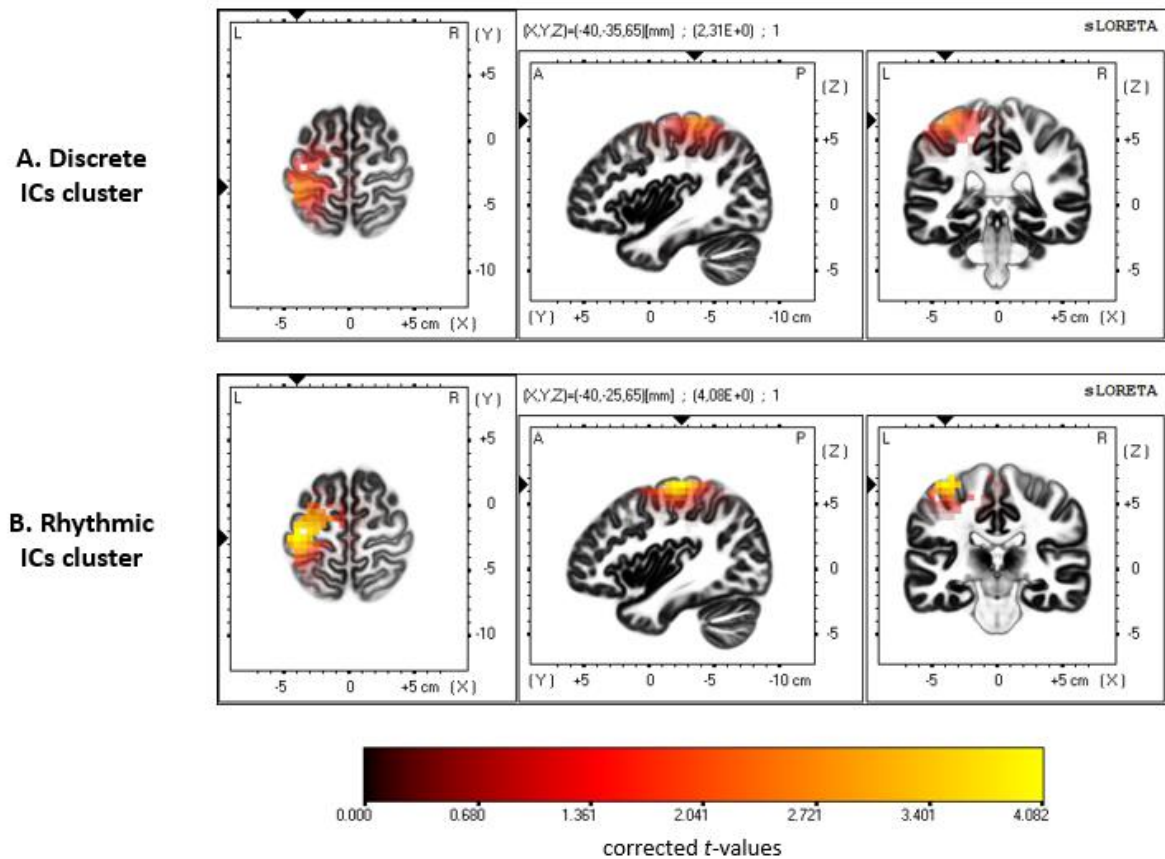 A. Discrete
ICs cluster
L R (Y)
+5
0
-5
-10
-5 0 +5 cm (X)
(X,Y,Z)=(-40,-35,65)[mm] ; (2,31E+0) ; 1
sLORETA
A P (Z)
+5
0
-5
(Y) +5 0 -5 -10 cm
L R (Z)
+5
0
-5
-5 0 +5 cm (X)
B. Rhythmic
ICs cluster
L R (Y)
+5
0
-5
-10
-5 0 +5 cm (X)
(X,Y,Z)=(-40,-25,65)[mm] ; (4,08E+0) ; 1
sLORETA
A P (Z)
+5
0
-5
(Y) +5 0 -5 -10 cm
L R (Z)
+5
0
-5
-5 0 +5 cm (X)
0.000 0.680 1.361 2.041 2.721 3.401 4.082
corrected t-values